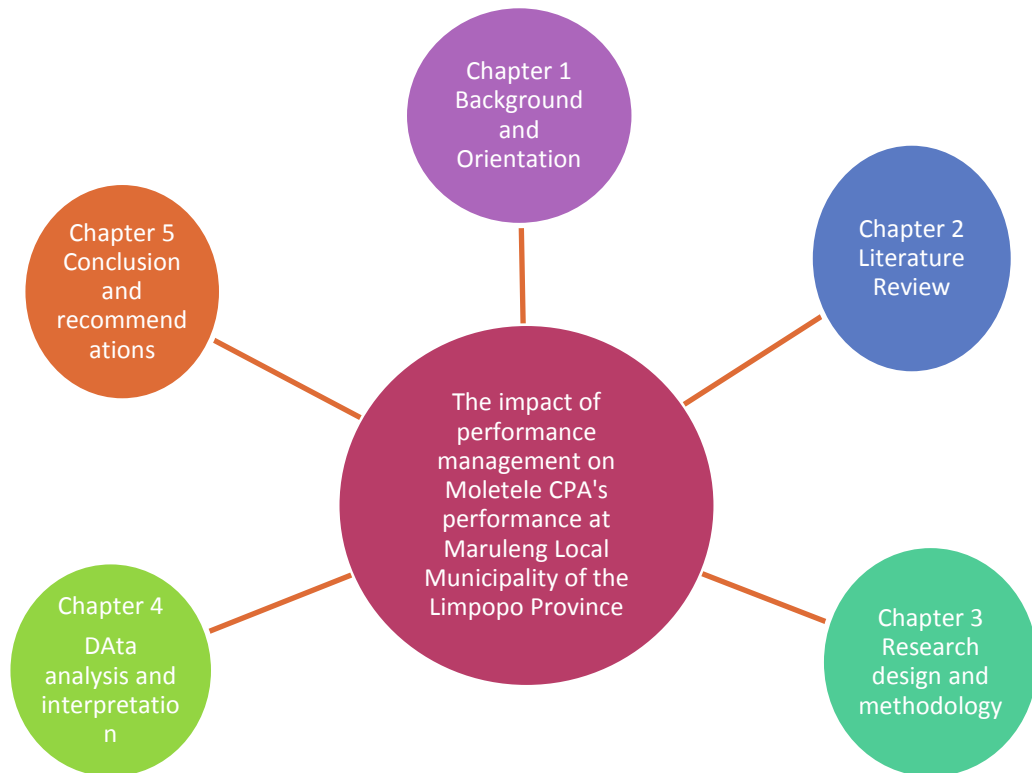 Chapter 1
Background
and
Orientation
Chapter 2
Literature
Review
Chapter 3
Research
design and
methodology
Chapter 4
DAta
analysis and
interpretatio
n
Chapter 5
Conclusion
and
recommend
ations
The impact of
performance
management on
Moletele CPA's
performance at
Maruleng Local
Municipality of the
Limpopo Province